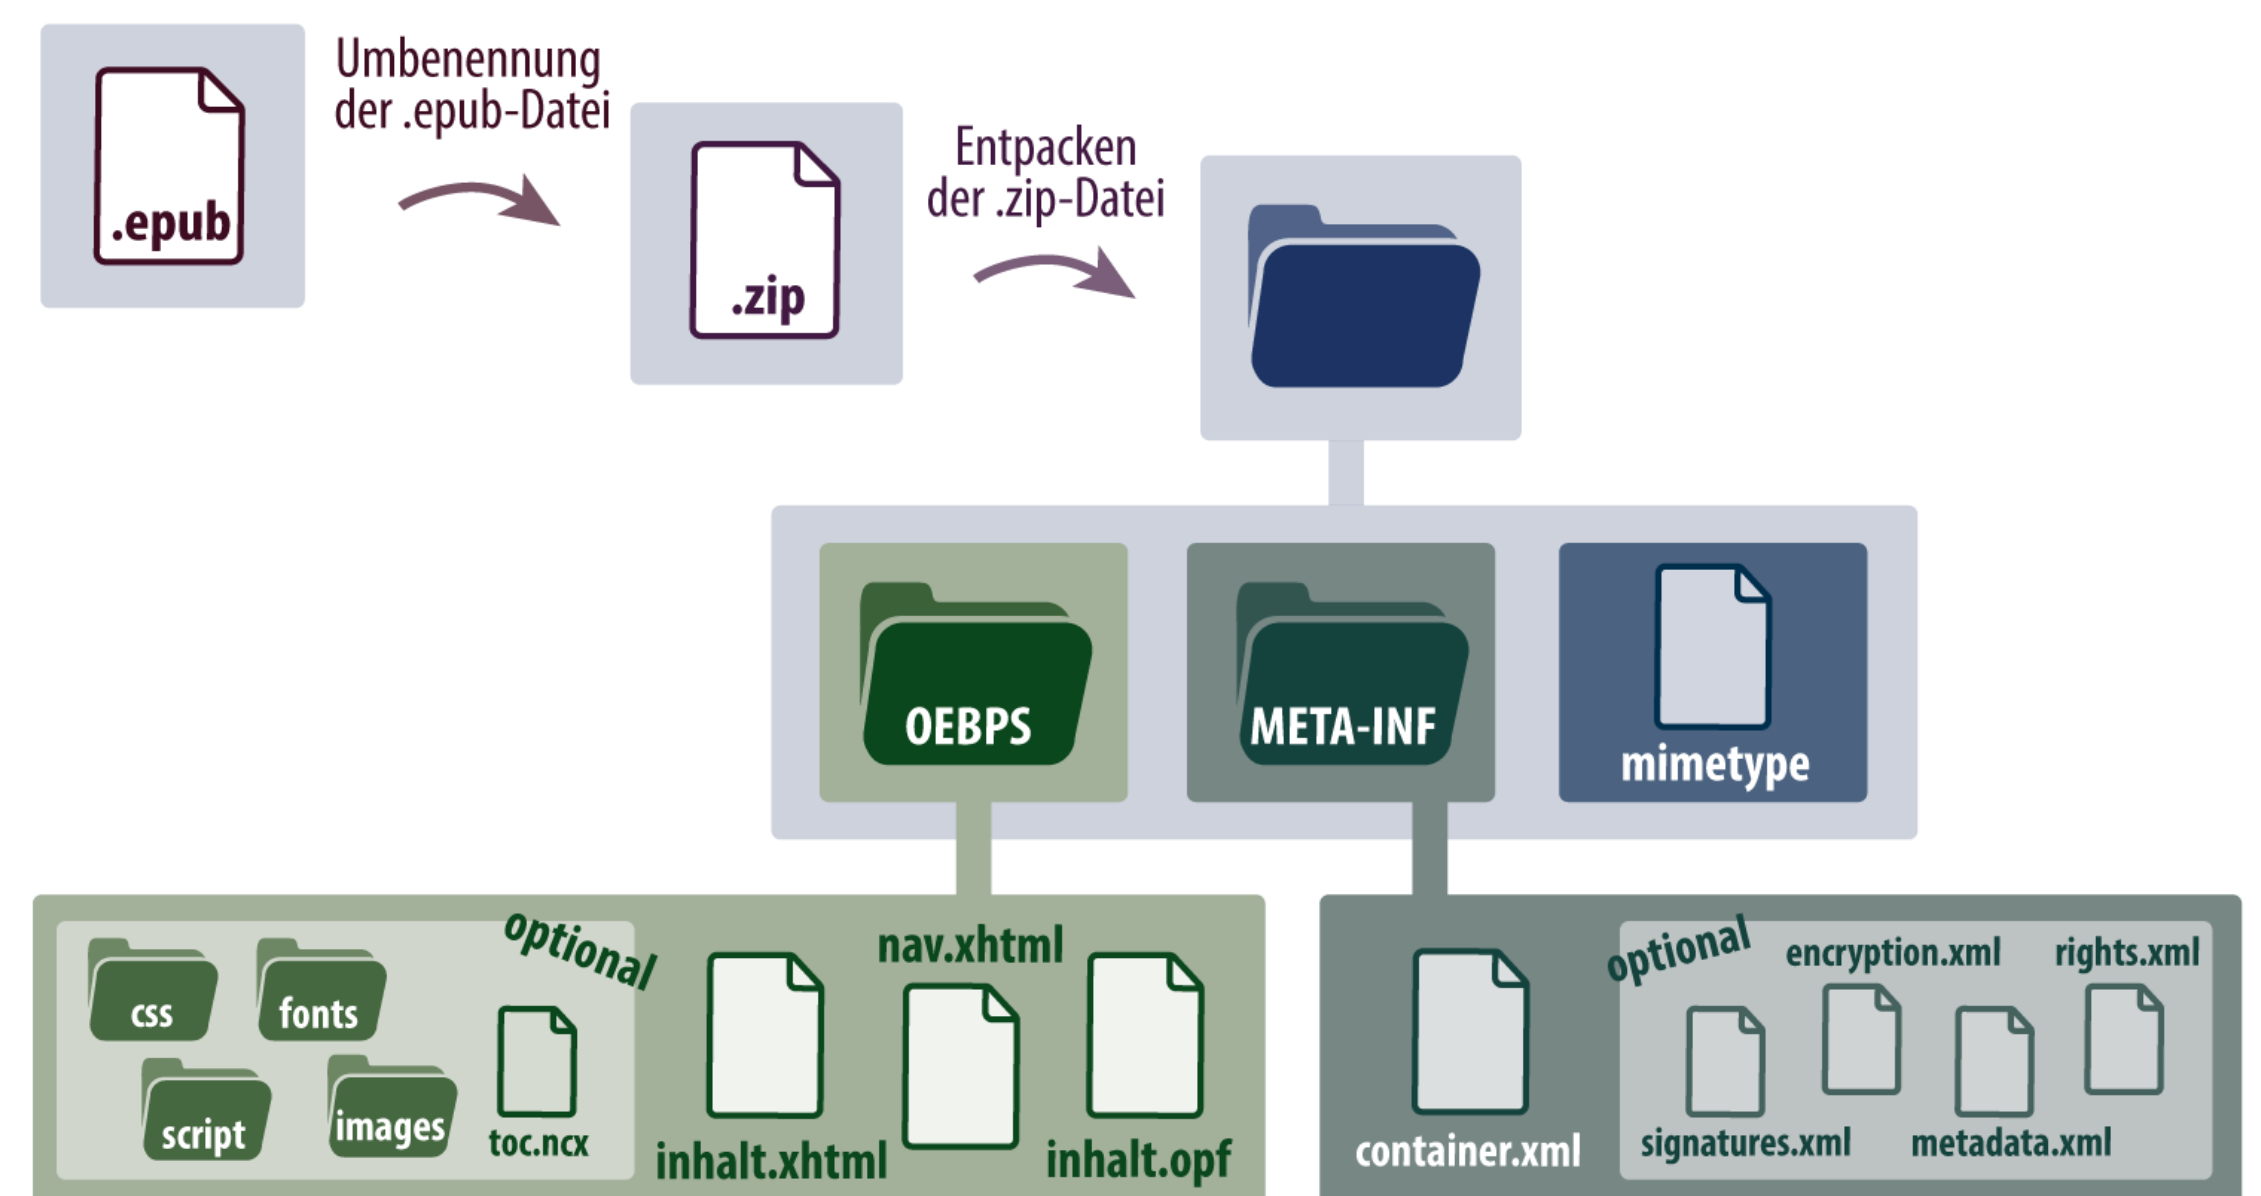 .epub
Umbenennung
der .epub-Datei
.zip
Entpacken
der .zip-Datei
OEBPS
META-INF
mimetype
css
fonts
script
images
toc.ncx
optional
inhalt.xhtml
nav.xhtml
inhalt.opf
container.xml
optional
encryption.xml
rights.xml
signatures.xml
metadata.xml